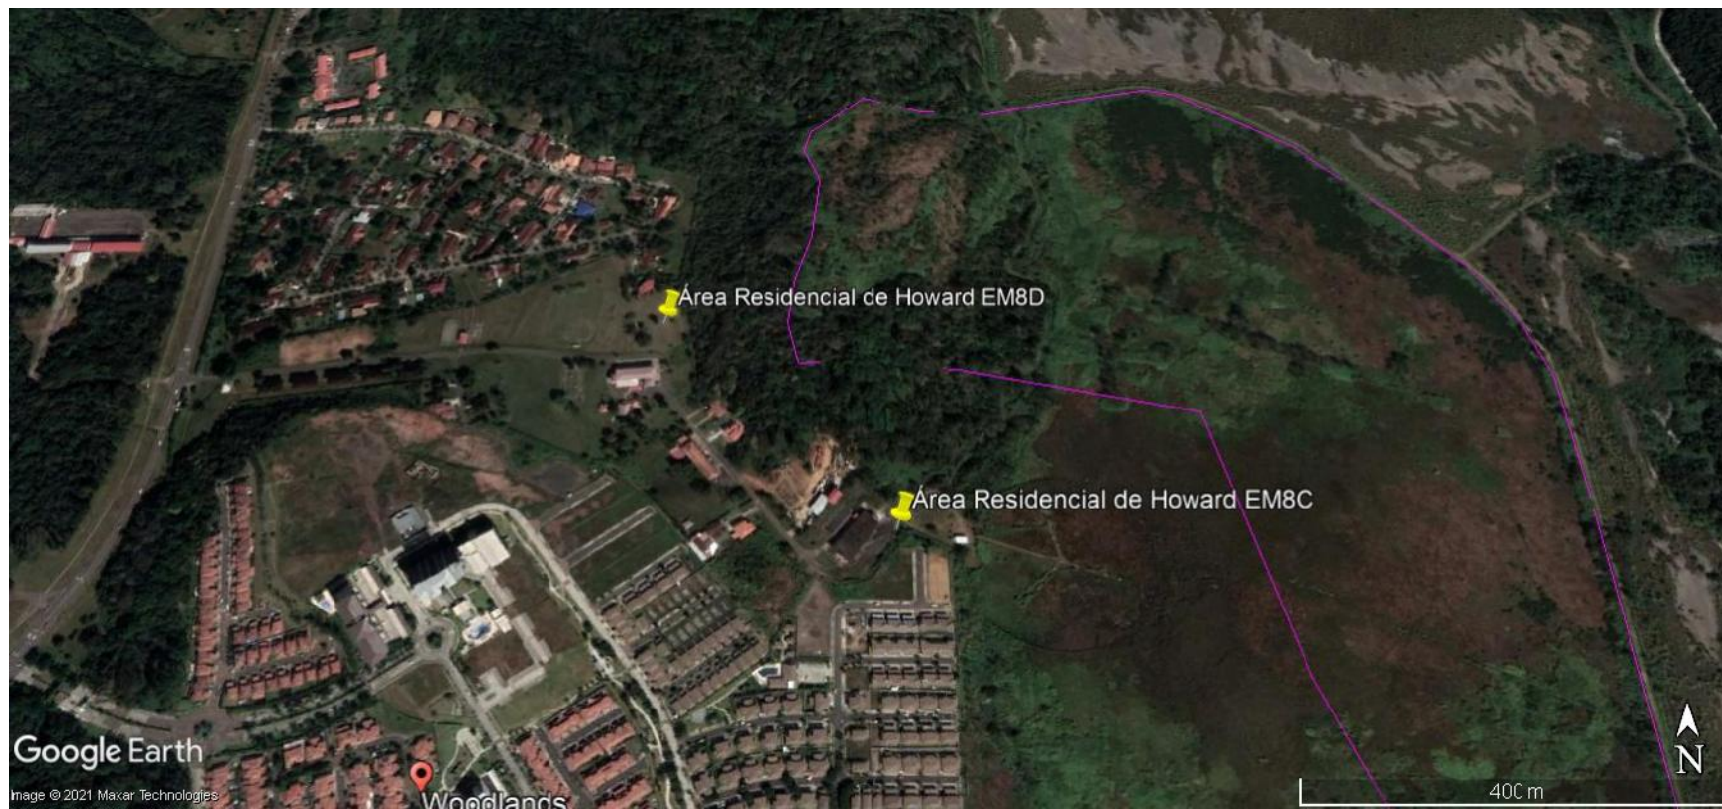 Área Residencial de Howard EM8D
Área Residencial de Howard EM8C
Google Earth
Image © 2021 Maxar Technologies
Woodlands
400 m
N